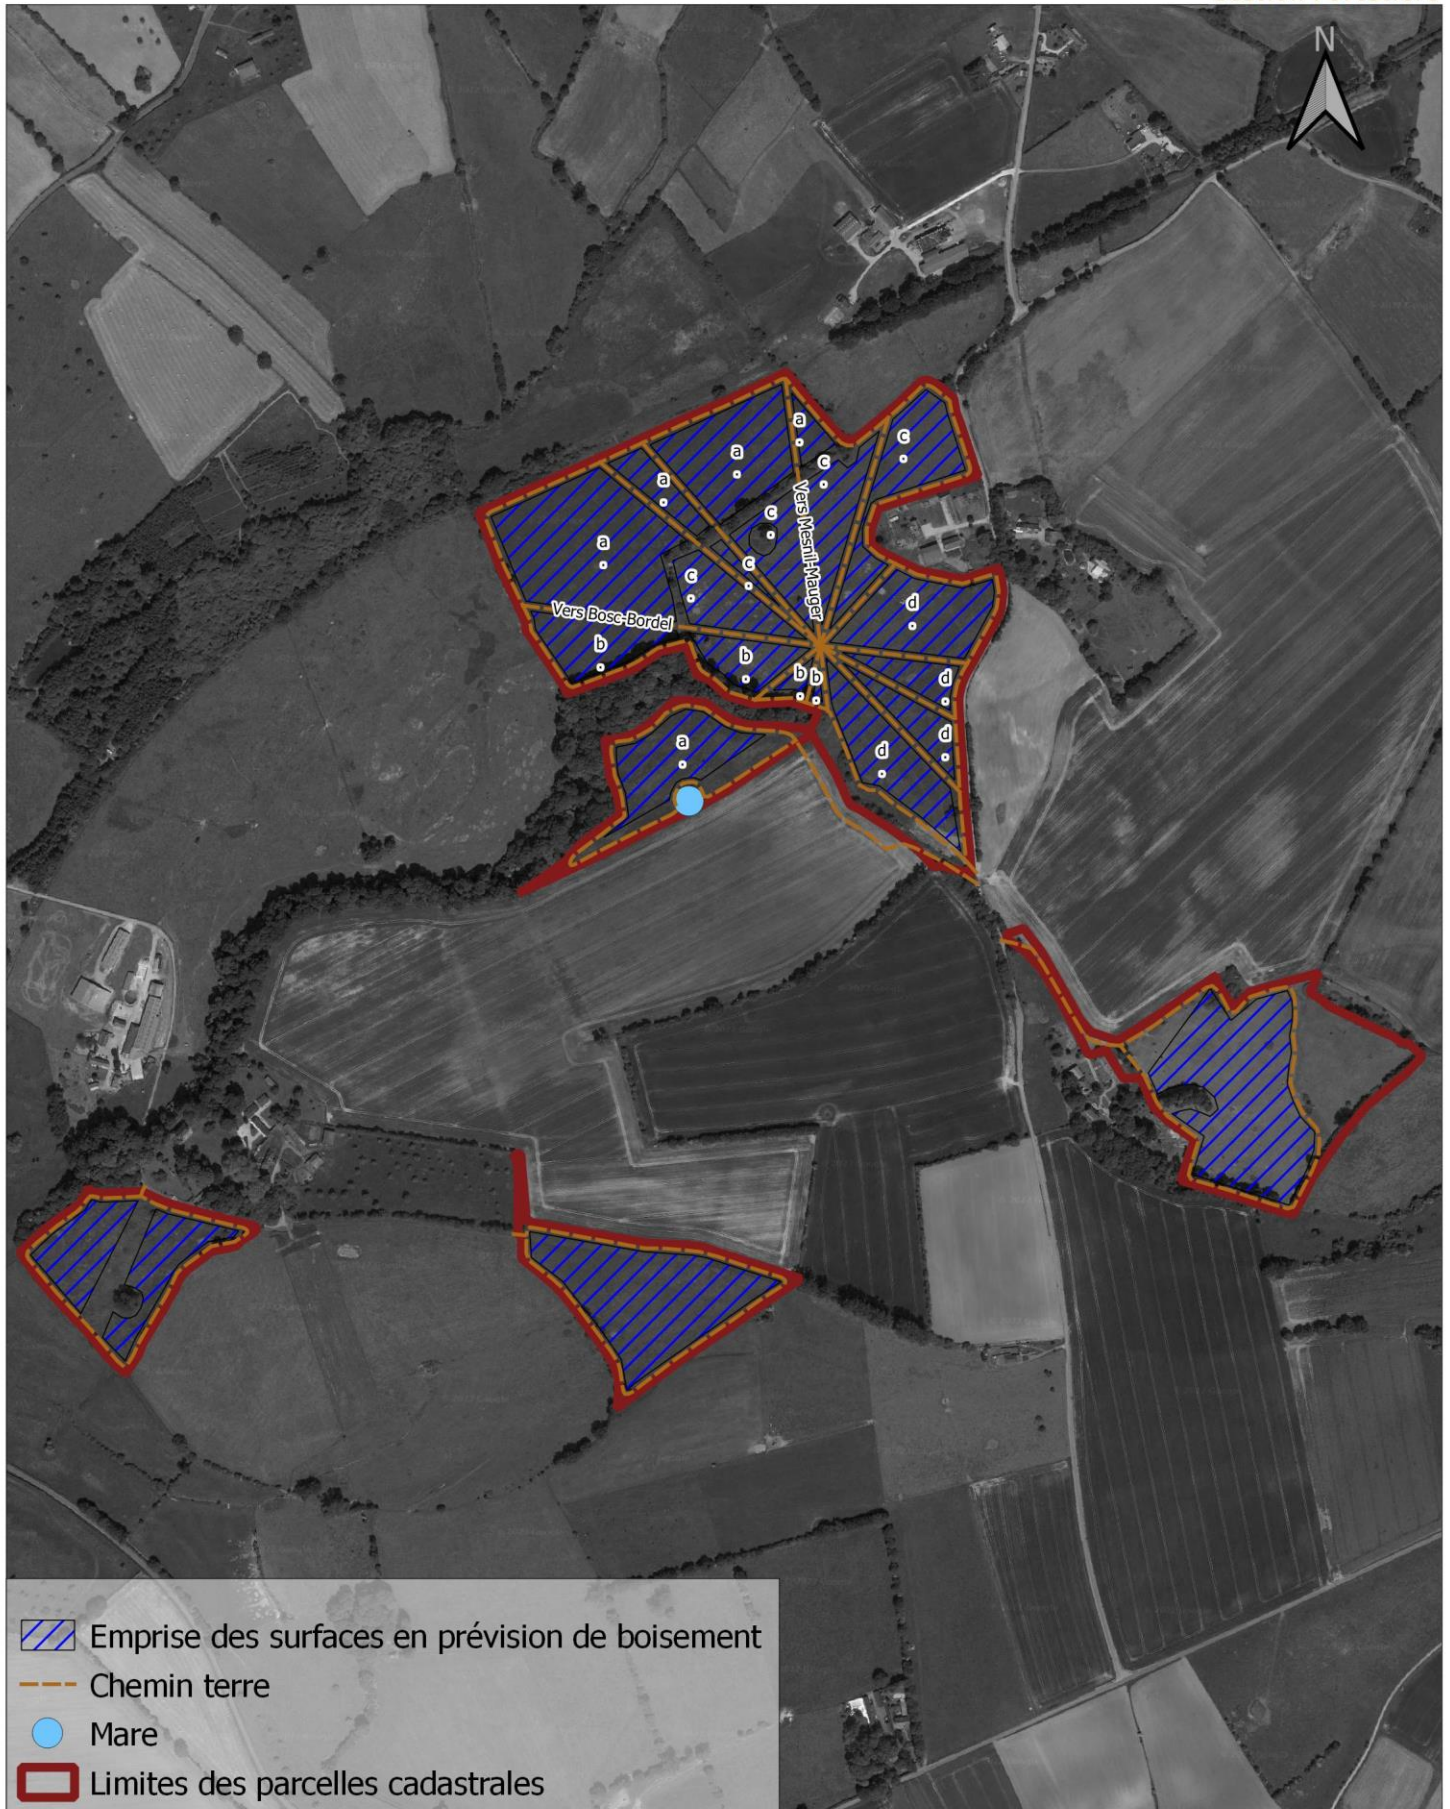 N
a
c
a
c
a
c
a
c
Vers Mesnil-Mauger
c
d
Vers Bosc-Bordel
b
b
b
b
d
a
d
d
Emprise des surfaces en prévision de boisement
Chemin terre
Mare
Limites des parcelles cadastrales